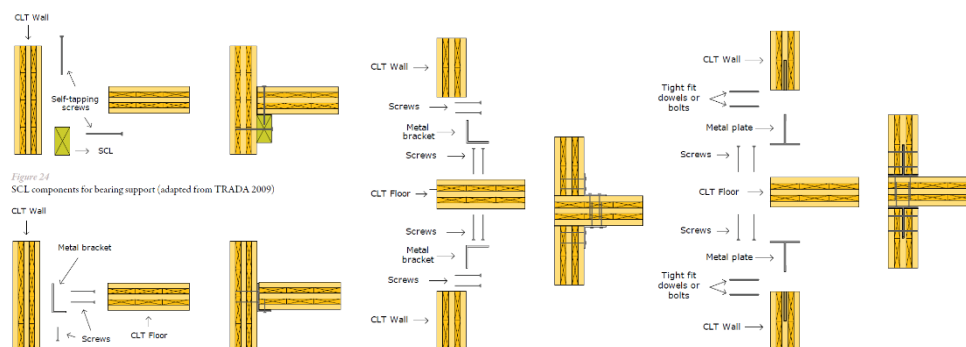 CLT Wall
Self-tapping
screws
SCL
Figure 24
SCL components for bearing support (adapted from TRADA 2009)
CLT Wall
Metal bracket
Screws
CLT Floor
CLT Wall
Screws
Metal
bracket
Screws
CLT Floor
Screws
Metal
bracket
Screws
CLT Wall
CLT Wall
Tight fit
dowels or
bolts
Metal plate
Screws
CLT Floor
Screws
Metal plate
Tight fit
dowels or
bolts
CLT Wall